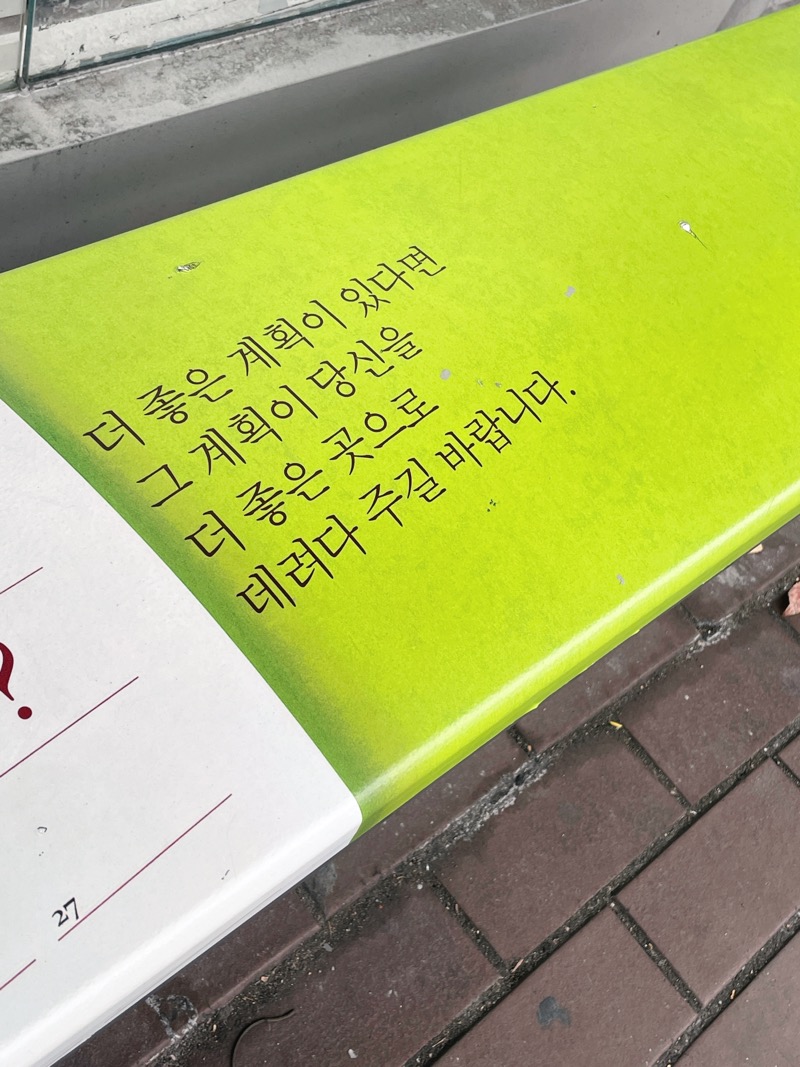 더 좋은 계획이 있다면
그 계획이 당신을
더 좋은 곳으로
데려다 주길 바랍니다.
?
27